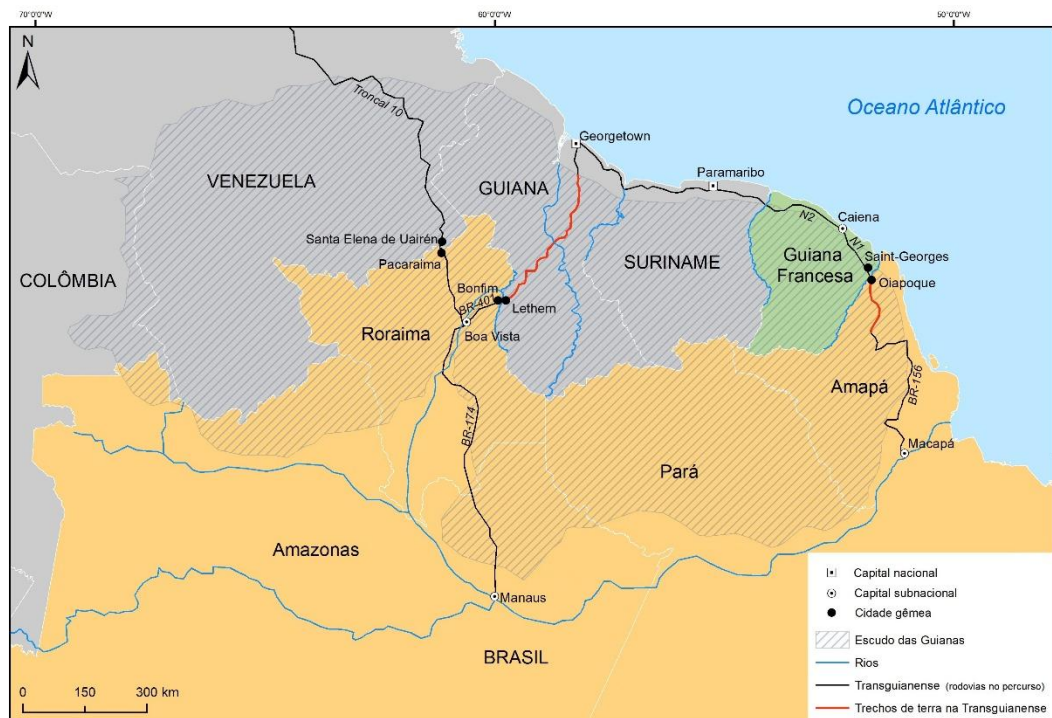 70°0'0"W
60°0'0"W
50°0'0"W
N
Troncal 10
Georgetown
Oceano Atlântico
VENEZUELA
GUIANA
Paramaribo
N2
Caiena
N1
Santa Elena de Uairén
Pacaraima
SURINAME
Guiana
Francesa
Saint-Georges
Oiapoque
COLÔMBIA
Bonfim
BR-401
Lethem
Roraima
Boa Vista
Amapá
BR-156
BR-174
Macapá
Pará
Amazonas
Manaus
BRASIL
0 150 300 km
Capital nacional
Capital subnacional
Cidade gêmea
Escudo das Guianas
Rios
Transguianense (rodovias no percurso)
Trechos de terra na Transguianense